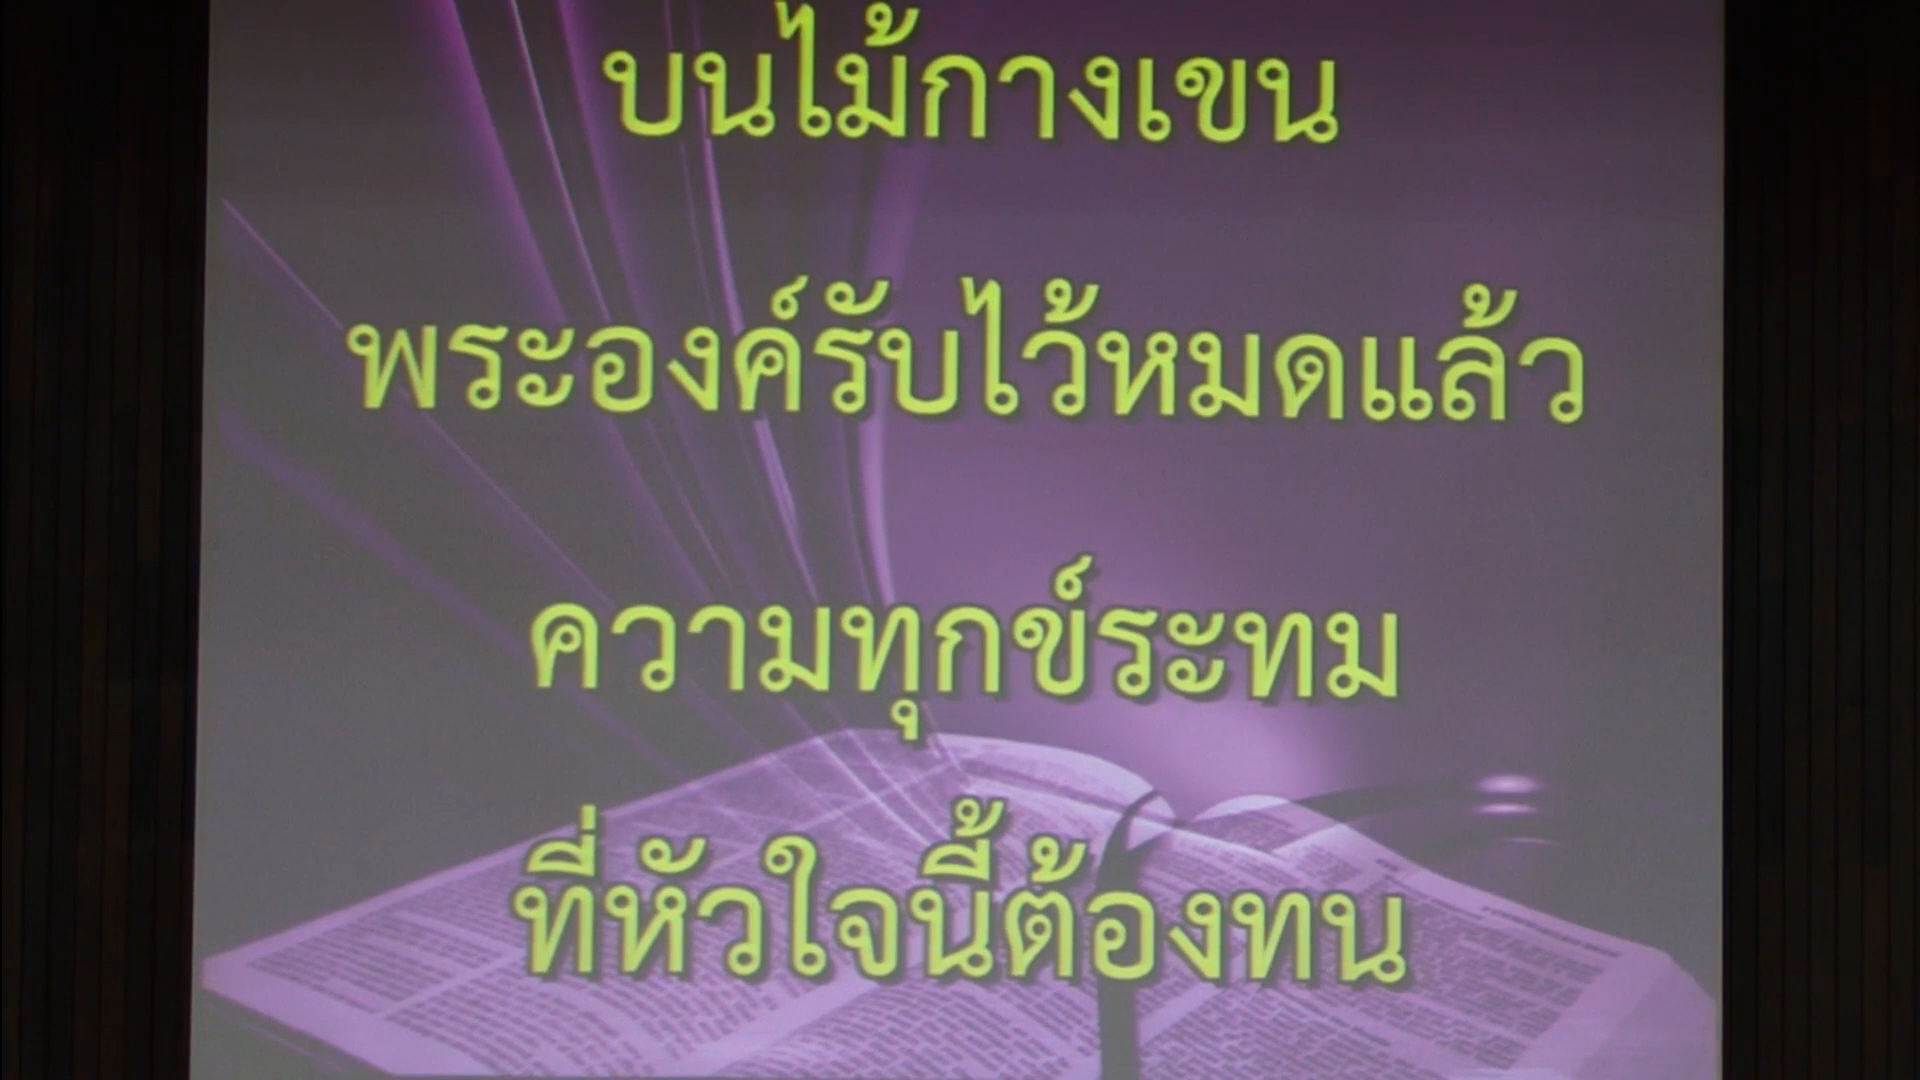 บนไม้กางเขน
พระองค์รับไว้หมดแล้ว
ความทุกข์ระทม
ที่หัวใจนี้ต้องทน